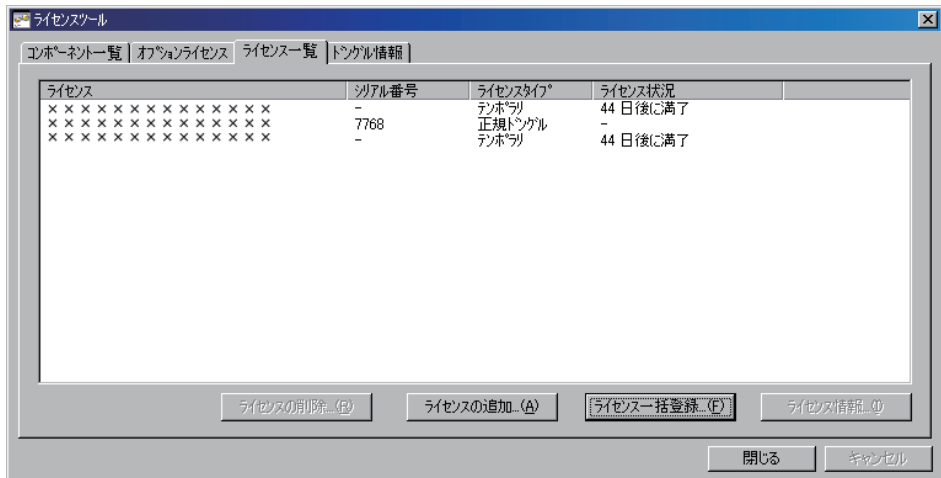 ライセンスツール
コンポーネント一覧 オプションライセンス ライセンス一覧 ドングル情報
ライセンス シリアル番号 ライセンスタイプ ライセンス状況
×××××××××××××× - テンポラリ 44 日後に満了
×××××××××××××× 7768 正規ドングル -
×××××××××××××× - テンポラリ 44 日後に満了
ライセンスの削除...(R) ライセンスの追加...(A) ライセンス一括登録...(F) ライセンス情報...(I)
閉じる キャンセル